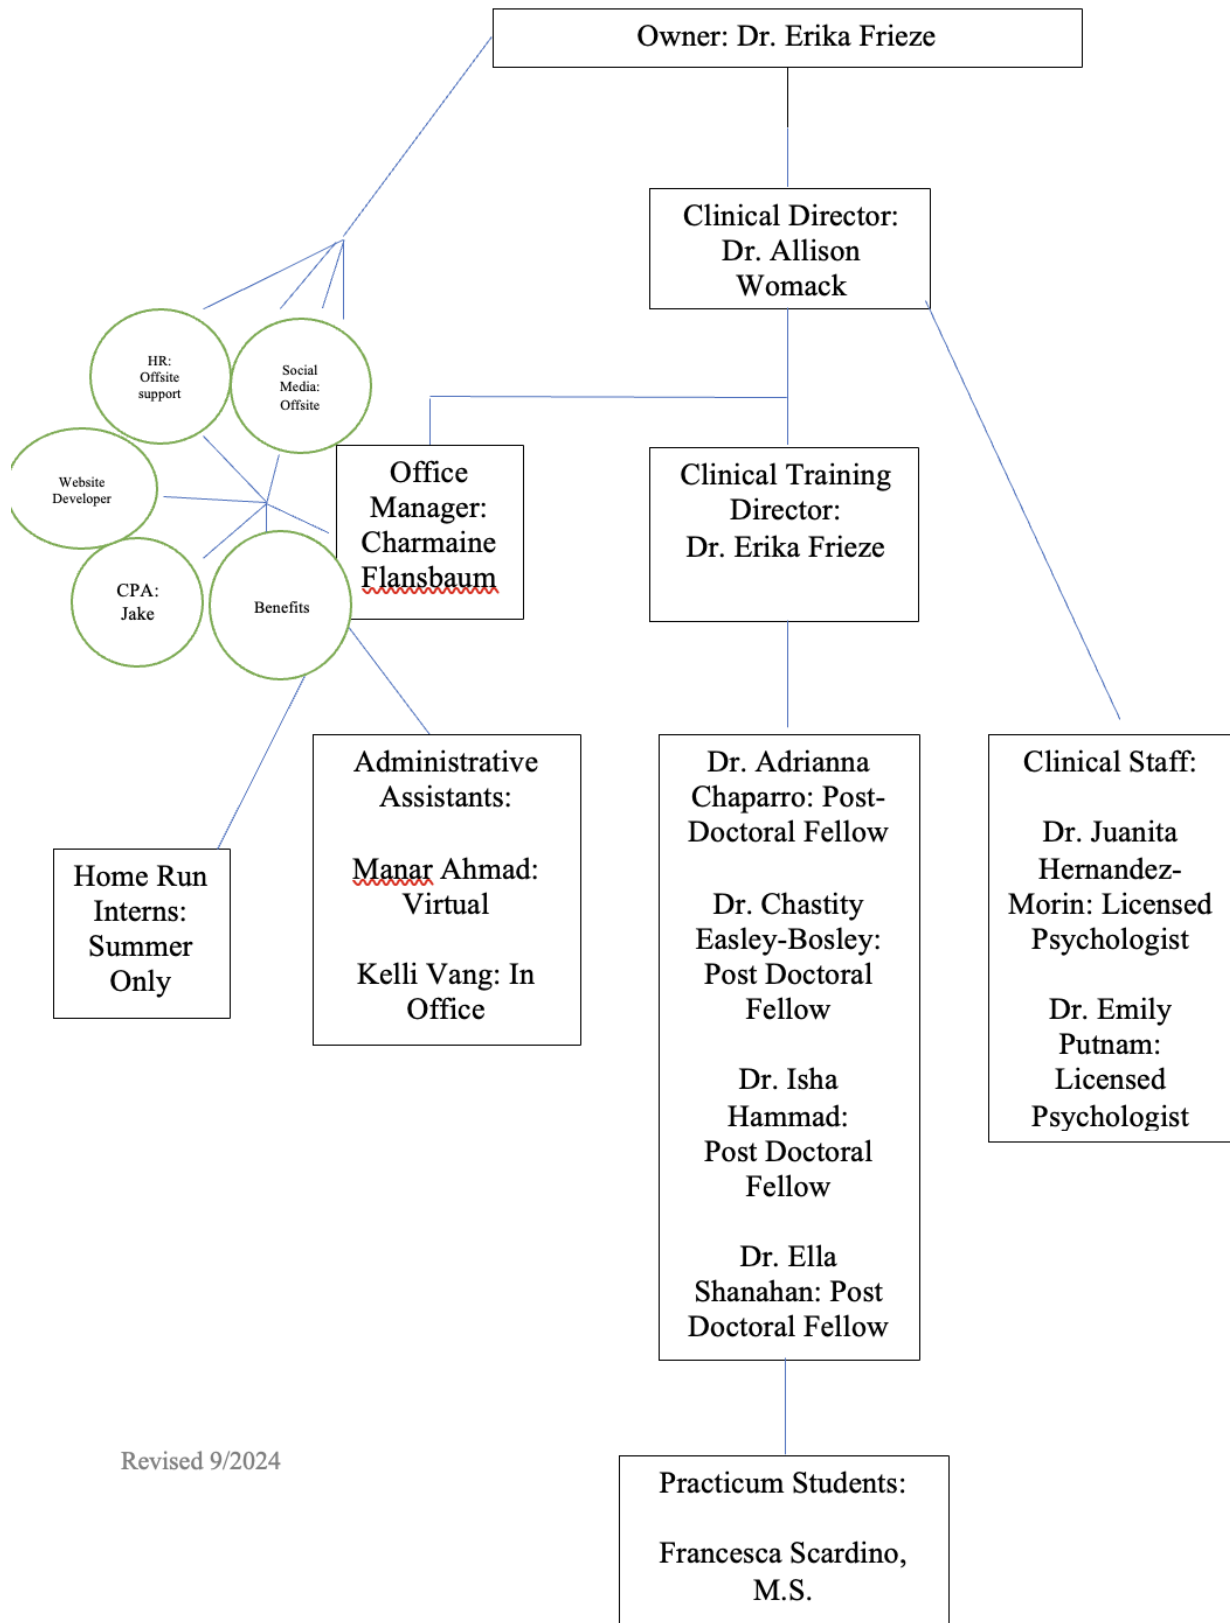 Owner: Dr. Erika Frieze
Clinical Director:
Dr. Allison
Womack
HR:
Offsite
support
Social
Media:
Offsite
Website
Developer
CPA:
Jake
Benefits
Office
Manager:
Charmaine
Flansbaum
Clinical Training
Director:
Dr. Erika Frieze
Home Run
Interns:
Summer
Only
Administrative
Assistants:
Manar Ahmad:
Virtual
Kelli Vang: In
Office
Dr. Adrianna
Chaparro: Post-
Doctoral Fellow
Dr. Chastity
Easley-Bosley:
Post Doctoral
Fellow
Dr. Isha
Hammad:
Post Doctoral
Fellow
Dr. Ella
Shanahan: Post
Doctoral Fellow
Clinical Staff:
Dr. Juanita
Hernandez-
Morin: Licensed
Psychologist
Dr. Emily
Putnam:
Licensed
Psychologist
Revised 9/2024
Practicum Students:
Francesca Scardino,
M.S.